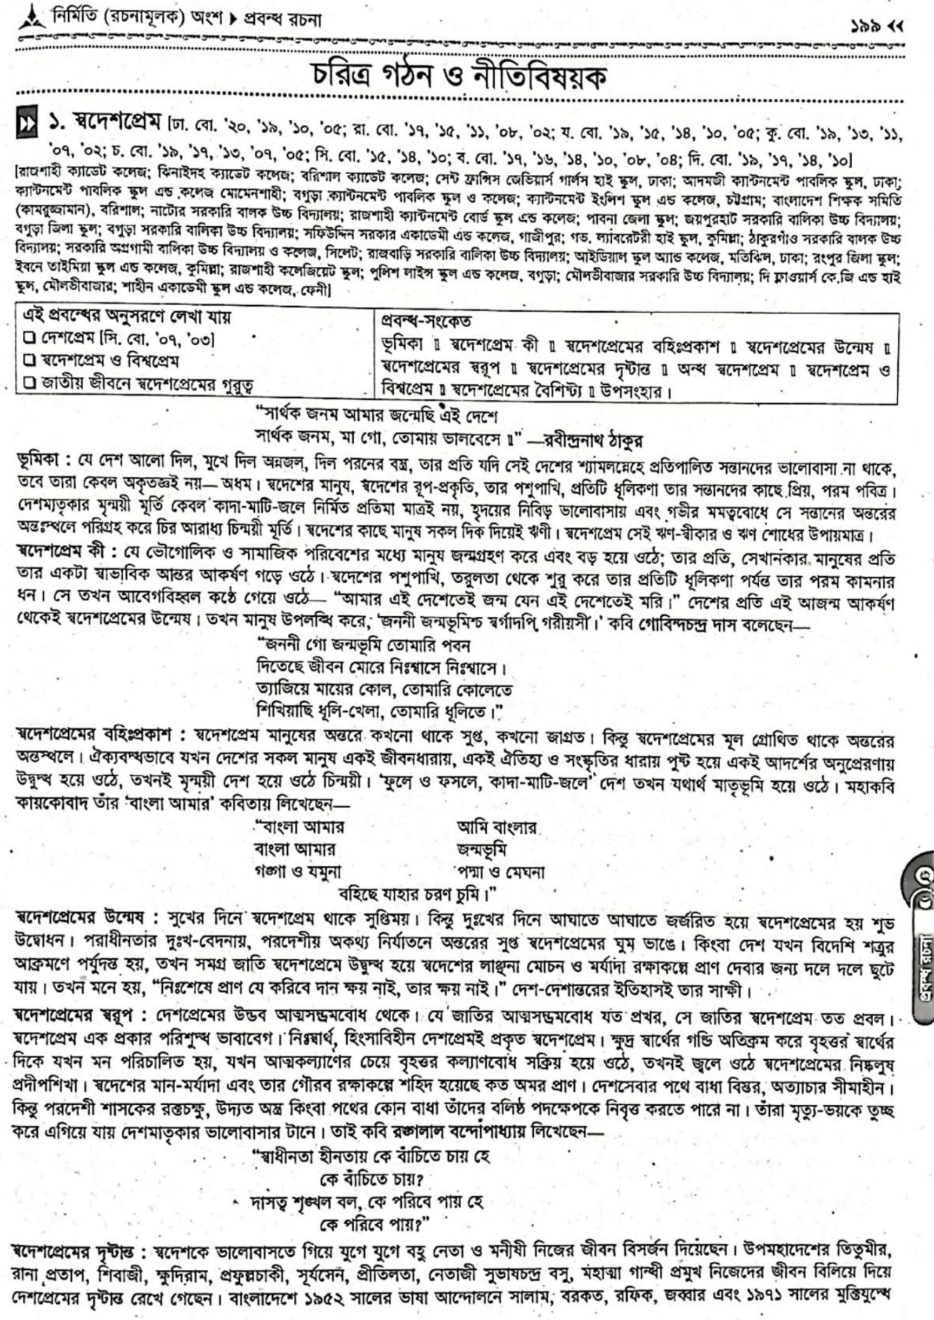 নির্মিতি (রচনামূলক) অংশ ▶ প্রবন্ধ রচনা
১৯৯ ◀◀
চরিত্র গঠন ও নীতিবিষয়ক
১. স্বদেশপ্রেম [ঢা. বো. '২০, '১৯, '১০, '০৫; রা. বো. '১৭, '১৫, '১১, '০৮, '০২; য. বো. '১৯, '১৫, '১৪, '১০, '০৫; কু. বো. '১৯, '১৩, '১১,
'০৭, '০২; চ. বো. '১৯, '১৭, '১৩, '০৭, '০৫; সি. বো. '১৫, '১৪, '১০; ব. বো. '১৭, '১৬, '১৪, '১০, '০৮, '০৪; দি. বো. '১৯, '১৭, '১৪, '১০]
[রাজশাহী ক্যাডেট কলেজ; ঝিনাইদহ ক্যাডেট কলেজ; বরিশাল ক্যাডেট কলেজ; সেন্ট ফ্রান্সিস জেভিয়ার্স গার্লস হাই স্কুল, ঢাকা; আদমজী ক্যান্টনমেন্ট পাবলিক স্কুল, ঢাকা;
ক্যান্টনমেন্ট পাবলিক স্কুল এন্ড কলেজ মোমেনশাহী; বগুড়া ক্যান্টনমেন্ট পাবলিক স্কুল ও কলেজ; ক্যান্টনমেন্ট ইংলিশ স্কুল এন্ড কলেজ, চট্টগ্রাম; বাংলাদেশ শিক্ষক সমিতি
(কামরুজ্জামান), বরিশাল; নাটোর সরকারি বালক উচ্চ বিদ্যালয়; রাজশাহী ক্যান্টনমেন্ট বোর্ড স্কুল এন্ড কলেজ; পাবনা জেলা স্কুল; জয়পুরহাট সরকারি বালিকা উচ্চ বিদ্যালয়;
বগুড়া জিলা স্কুল; বগুড়া সরকারি বালিকা উচ্চ বিদ্যালয়; সফিউদ্দিন সরকার একাডেমী এন্ড কলেজ, গাজীপুর; গভ. ল্যাবরেটরী হাই স্কুল, কুমিল্লা; ঠাকুরগাঁও সরকারি বালক উচ্চ
বিদ্যালয়; সরকারি অগ্রগামী বালিকা উচ্চ বিদ্যালয় ও কলেজ, সিলেট; রাজবাড়ি সরকারি বালিকা উচ্চ বিদ্যালয়; আইডিয়াল স্কুল অ্যান্ড কলেজ, মতিঝিল, ঢাকা; রংপুর জিলা স্কুল;
ইবনে তাইমিয়া স্কুল এন্ড কলেজ, কুমিল্লা; রাজশাহী কলেজিয়েট স্কুল; পুলিশ লাইন্স স্কুল এন্ড কলেজ, বগুড়া; মৌলভীবাজার সরকারি উচ্চ বিদ্যালয়; দি ফ্লাওয়ার্স কে.জি এন্ড হাই
স্কুল, মৌলভীবাজার; শাহীন একাডেমী স্কুল এন্ড কলেজ, ফেনী]
এই প্রবন্ধের অনুসরণে লেখা যায়
❑ দেশপ্রেম [সি. বো. '০৭, '০৩]
❑ স্বদেশপ্রেম ও বিশ্বপ্রেম
❑ জাতীয় জীবনে স্বদেশপ্রেমের গুরুত্ব
প্রবন্ধ-সংকেত
ভূমিকা ॥ স্বদেশপ্রেম কী ॥ স্বদেশপ্রেমের বহিঃপ্রকাশ ॥ স্বদেশপ্রেমের উন্মেষ ॥
স্বদেশপ্রেমের স্বরূপ ॥ স্বদেশপ্রেমের দৃষ্টান্ত ॥ অন্ধ স্বদেশপ্রেম ॥ স্বদেশপ্রেম ও
বিশ্বপ্রেম ॥ স্বদেশপ্রেমের বৈশিষ্ট্য ॥ উপসংহার।
“সার্থক জনম আমার জন্মেছি এই দেশে
সার্থক জনম, মা গো, তোমায় ভালবেসে ॥” —রবীন্দ্রনাথ ঠাকুর
ভূমিকা : যে দেশ আলো দিল, মুখে দিল অন্নজল, দিল পরনের বস্ত্র, তার প্রতি যদি সেই দেশের শ্যামলস্নেহে প্রতিপালিত সন্তানদের ভালোবাসা না থাকে,
তবে তারা কেবল অকৃতজ্ঞই নয়— অধম। স্বদেশের মানুষ, স্বদেশের রূপ-প্রকৃতি, তার পশুপাখি, প্রতিটি ধূলিকণা তার সন্তানদের কাছে প্রিয়, পরম পবিত্র।
দেশমাতৃকার মৃন্ময়ী মূর্তি কেবল কাদা-মাটি-জলে নির্মিত প্রতিমা মাত্রই নয়, হৃদয়ের নিবিড় ভালোবাসায় এবং গভীর মমত্ববোধে সে সন্তানের অন্তরের
অন্তঃস্থলে পরিগ্রহ করে চির আরাধ্য চিন্ময়ী মূর্তি। স্বদেশের কাছে মানুষ সকল দিক দিয়েই ঋণী। স্বদেশপ্রেম সেই ঋণ-স্বীকার ও ঋণ শোধের উপায়মাত্র।
স্বদেশপ্রেম কী : যে ভৌগোলিক ও সামাজিক পরিবেশের মধ্যে মানুষ জন্মগ্রহণ করে এবং বড় হয়ে ওঠে; তার প্রতি, সেখানকার মানুষের প্রতি
তার একটা স্বাভাবিক আন্তর আকর্ষণ গড়ে ওঠে। স্বদেশের পশুপাখি, তরুলতা থেকে শুরু করে তার প্রতিটি ধূলিকণা পর্যন্ত তার পরম কামনার
ধন। সে তখন আবেগবিহ্বল কণ্ঠে গেয়ে ওঠে— “আমার এই দেশেতেই জন্ম যেন এই দেশেতেই মরি।” দেশের প্রতি এই আজন্ম আকর্ষণ
থেকেই স্বদেশপ্রেমের উন্মেষ। তখন মানুষ উপলব্ধি করে, 'জননী জন্মভূমিশ্চ স্বর্গাদপি গরীয়সী।' কবি গোবিন্দচন্দ্র দাস বলেছেন—
“জননী গো জন্মভূমি তোমারি পবন
দিতেছে জীবন মোরে নিঃশ্বাসে নিঃশ্বাসে।
ত্যাজিয়ে মায়ের কোল, তোমারি কোলেতে
শিখিয়াছি ধূলি-খেলা, তোমারি ধূলিতে।”
স্বদেশপ্রেমের বহিঃপ্রকাশ : স্বদেশপ্রেম মানুষের অন্তরে কখনো থাকে সুপ্ত, কখনো জাগ্রত। কিন্তু স্বদেশপ্রেমের মূল গ্রোথিত থাকে অন্তরের
অন্তস্থলে। ঐক্যবদ্ধভাবে যখন দেশের সকল মানুষ একই জীবনধারায়, একই ঐতিহ্য ও সংস্কৃতির ধারায় পুষ্ট হয়ে একই আদর্শের অনুপ্রেরণায়
উদ্বুদ্ধ হয়ে ওঠে, তখনই মৃন্ময়ী দেশ হয়ে ওঠে চিন্ময়ী। 'ফুলে ও ফসলে, কাদা-মাটি-জলে' দেশ তখন যথার্থ মাতৃভূমি হয়ে ওঠে। মহাকবি
কায়কোবাদ তাঁর 'বাংলা আমার' কবিতায় লিখেছেন—
“বাংলা আমার আমি বাংলার
বাংলা আমার জন্মভূমি
গঙ্গা ও যমুনা পদ্মা ও মেঘনা
বহিছে যাহার চরণ চুমি।”
স্বদেশপ্রেমের উন্মেষ : সুখের দিনে স্বদেশপ্রেম থাকে সুপ্তিময়। কিন্তু দুঃখের দিনে আঘাতে আঘাতে জর্জরিত হয়ে স্বদেশপ্রেমের হয় শুভ
উদ্বোধন। পরাধীনতার দুঃখ-বেদনায়, পরদেশীয় অকথ্য নির্যাতনে অন্তরের সুপ্ত স্বদেশপ্রেমের ঘুম ভাঙে। কিংবা দেশ যখন বিদেশি শত্রুর
আক্রমণে পর্যুদস্ত হয়, তখন সমগ্র জাতি স্বদেশপ্রেমে উদ্বুদ্ধ হয়ে স্বদেশের লাঞ্ছনা মোচন ও মর্যাদা রক্ষাকল্পে প্রাণ দেবার জন্য দলে দলে ছুটে
যায়। তখন মনে হয়, “নিঃশেষে প্রাণ যে করিবে দান ক্ষয় নাই, তার ক্ষয় নাই।” দেশ-দেশান্তরের ইতিহাসই তার সাক্ষী।
স্বদেশপ্রেমের স্বরূপ : দেশপ্রেমের উদ্ভব আত্মসম্ভ্রমবোধ থেকে। যে জাতির আত্মসম্ভ্রমবোধ যত প্রখর, সে জাতির স্বদেশপ্রেম তত প্রবল।
স্বদেশপ্রেম এক প্রকার পরিশুদ্ধ ভাবাবেগ। নিঃস্বার্থ, হিংসাবিহীন দেশপ্রেমই প্রকৃত স্বদেশপ্রেম। ক্ষুদ্র স্বার্থের গন্ডি অতিক্রম করে বৃহত্তর স্বার্থের
দিকে যখন মন পরিচালিত হয়, যখন আত্মকল্যাণের চেয়ে বৃহত্তর কল্যাণবোধ সক্রিয় হয়ে ওঠে, তখনই জ্বলে ওঠে স্বদেশপ্রেমের নিষ্কলুষ
প্রদীপশিখা। স্বদেশের মান-মর্যাদা এবং তার গৌরব রক্ষাকল্পে শহিদ হয়েছে কত অমর প্রাণ। দেশসেবার পথে বাধা বিস্তর, অত্যাচার সীমাহীন।
কিন্তু পরদেশী শাসকের রক্তচক্ষু, উদ্যত অস্ত্র কিংবা পথের কোন বাধা তাঁদের বলিষ্ঠ পদক্ষেপকে নিবৃত্ত করতে পারে না। তাঁরা মৃত্যু-ভয়কে তুচ্ছ
করে এগিয়ে যায় দেশমাতৃকার ভালোবাসার টানে। তাই কবি রঙ্গলাল বন্দোপাধ্যায় লিখেছেন—
“স্বাধীনতা হীনতায় কে বাঁচিতে চায় হে
কে বাঁচিতে চায়?
দাসত্ব শৃঙ্খল বল, কে পরিবে পায় হে
কে পরিবে পায়?”
স্বদেশপ্রেমের দৃষ্টান্ত : স্বদেশকে ভালোবাসতে গিয়ে যুগে যুগে বহু নেতা ও মনীষী নিজের জীবন বিসর্জন দিয়েছেন। উপমহাদেশের তিতুমীর,
রানা প্রতাপ, শিবাজী, ক্ষুদিরাম, প্রফুল্লচাকী, সূর্যসেন, প্রীতিলতা, নেতাজী সুভাষচন্দ্র বসু, মহাত্মা গান্ধী প্রমুখ নিজেদের জীবন বিলিয়ে দিয়ে
দেশপ্রেমের দৃষ্টান্ত রেখে গেছেন। বাংলাদেশে ১৯৫২ সালের ভাষা আন্দোলনে সালাম, বরকত, রফিক, জব্বার এবং ১৯৭১ সালের মুক্তিযুদ্ধে
প্রবন্ধ রচনা